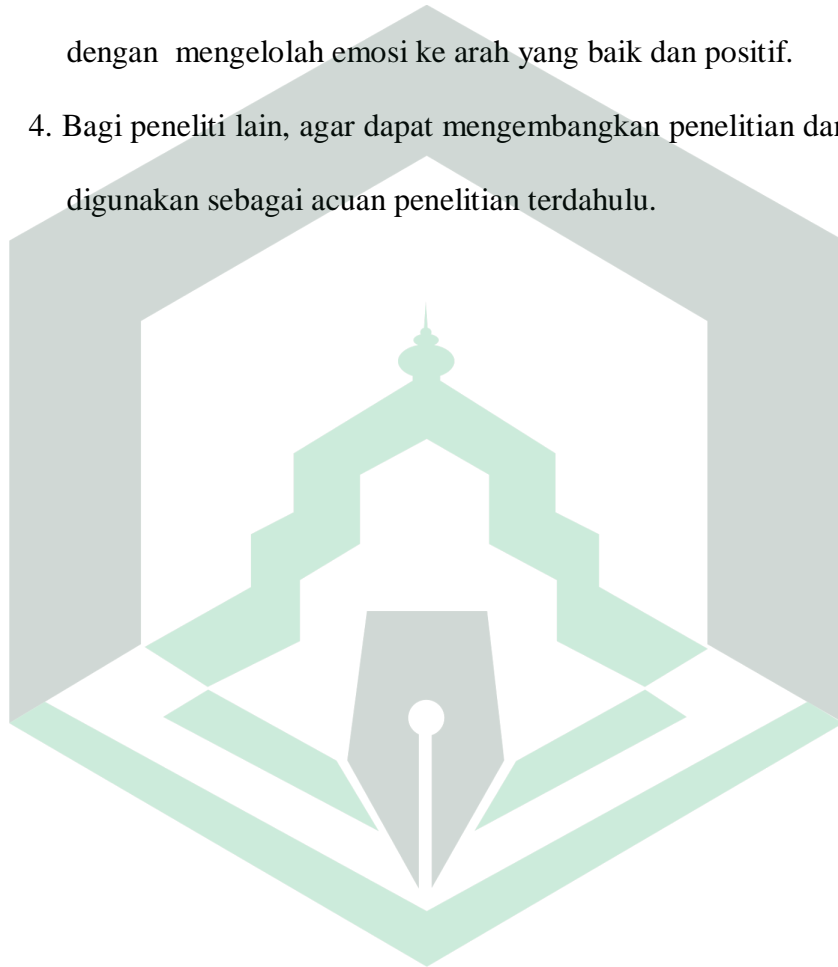 dengan mengelolah emosi ke arah yang baik dan positif.
4. Bagi peneliti lain, agar dapat mengembangkan penelitian
digunakan sebagai acuan penelitian terdahulu.